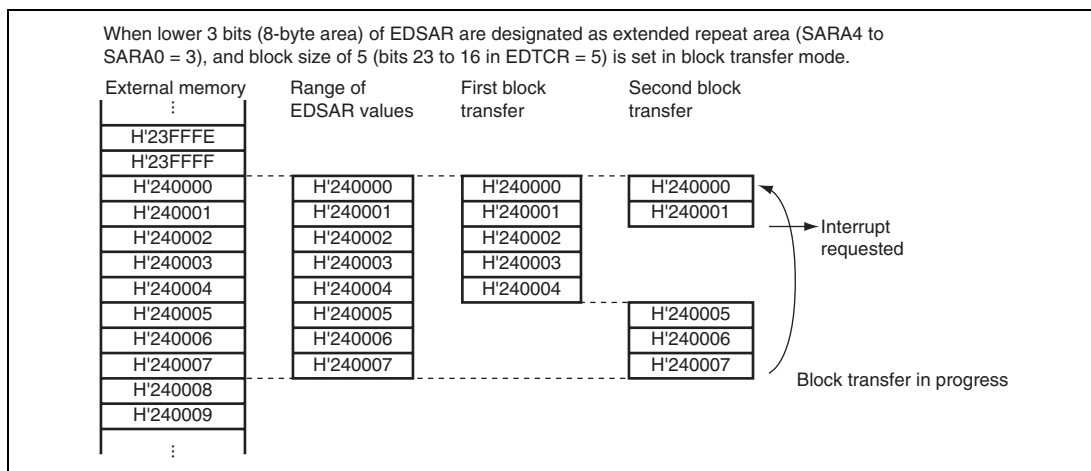 When lower 3 bits (8-byte area) of EDSAR are designated as extended repeat area (SARA4 to
SARA0 = 3), and block size of 5 (bits 23 to 16 in EDTCR = 5) is set in block transfer mode.
External memory
Range of
EDSAR values
First block
transfer
Second block
transfer
⋮
H'23FFFE
H'23FFFF
H'240000 H'240000 H'240000 H'240000
H'240001 H'240001 H'240001 H'240001
H'240002 H'240002 H'240002
Interrupt
requested
H'240003 H'240003 H'240003
H'240004 H'240004 H'240004
H'240005 H'240005 H'240005
H'240006 H'240006 H'240006
H'240007 H'240007 H'240007
Block transfer in progress
H'240008
H'240009
⋮